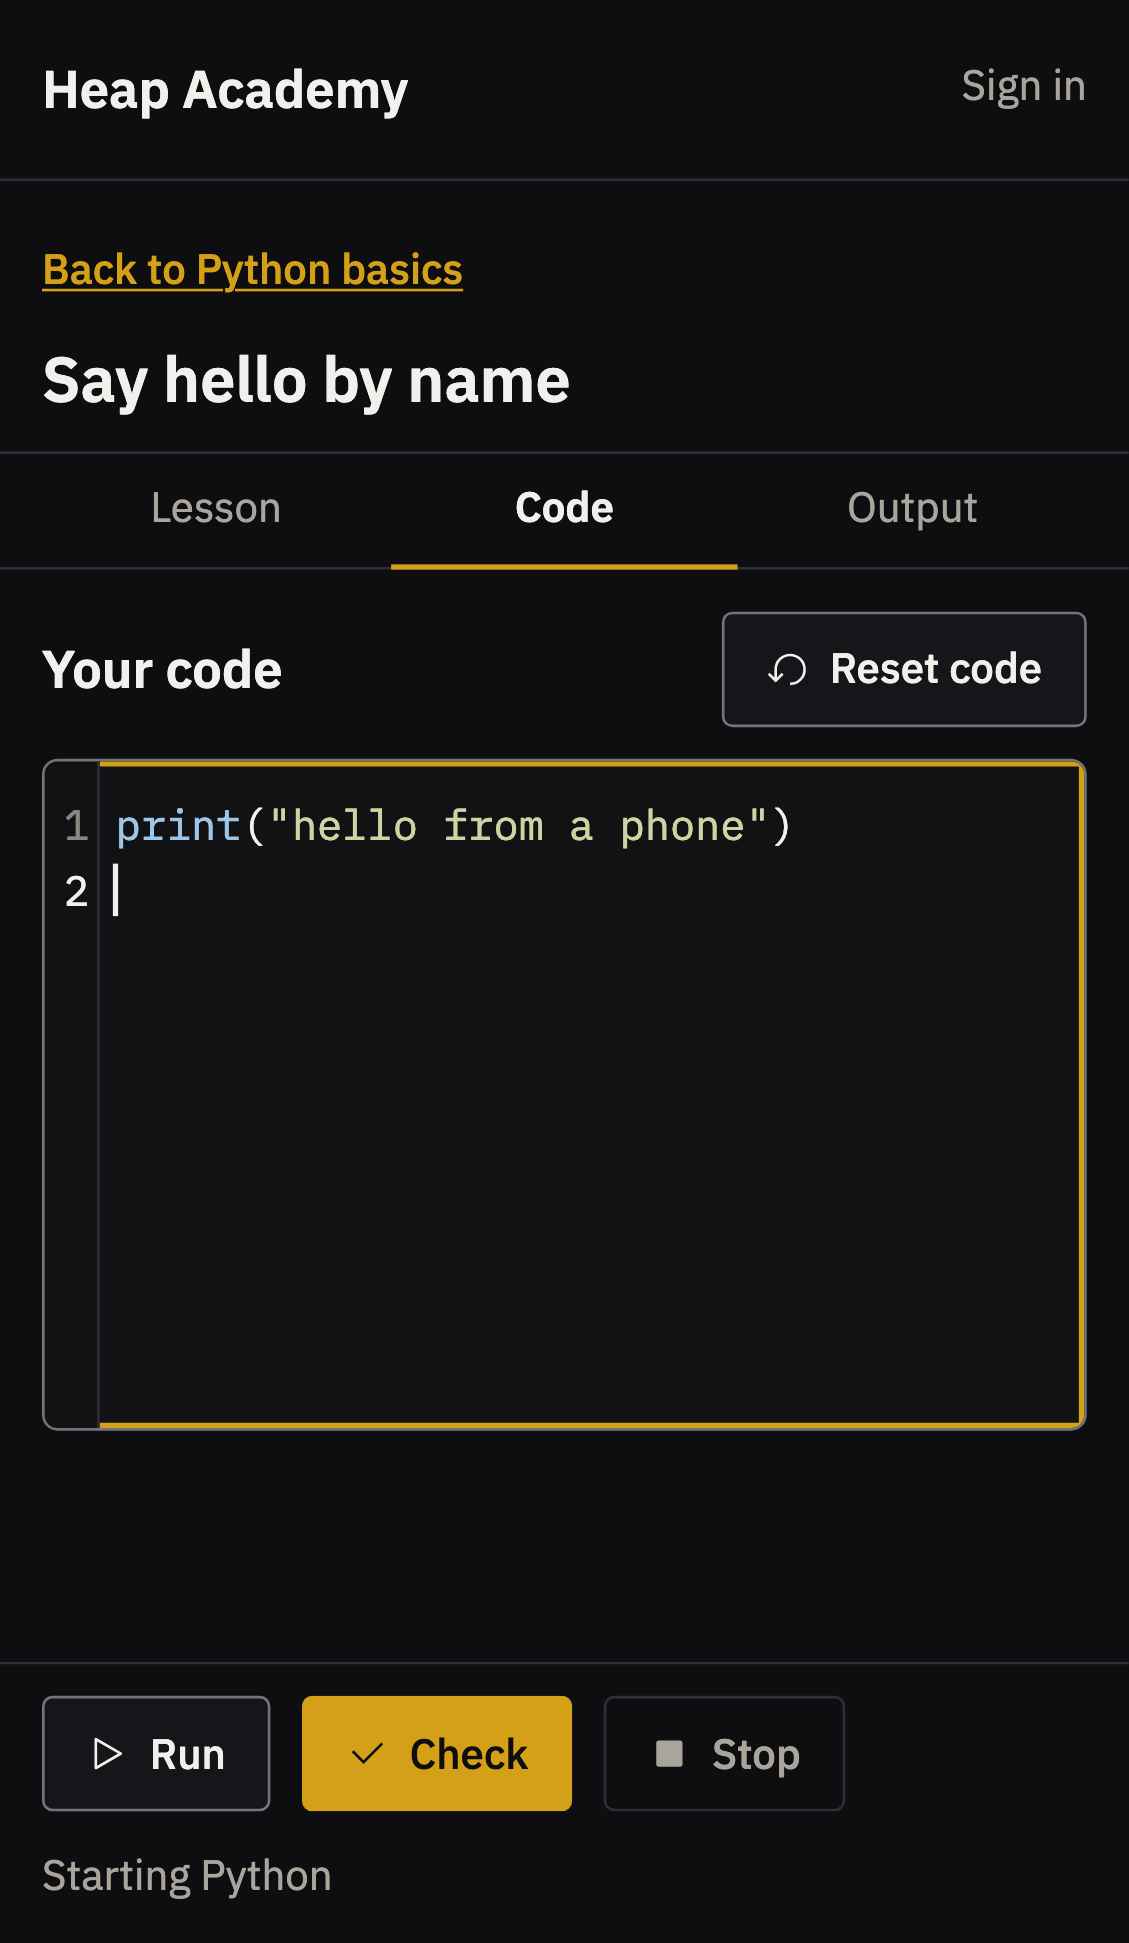 Heap Academy
Sign in
Back to Python basics
Say hello by name
Lesson
Code
Output
Your code
Reset code
1 print("hello from a phone")
2
Run
Check
Stop
Starting Python